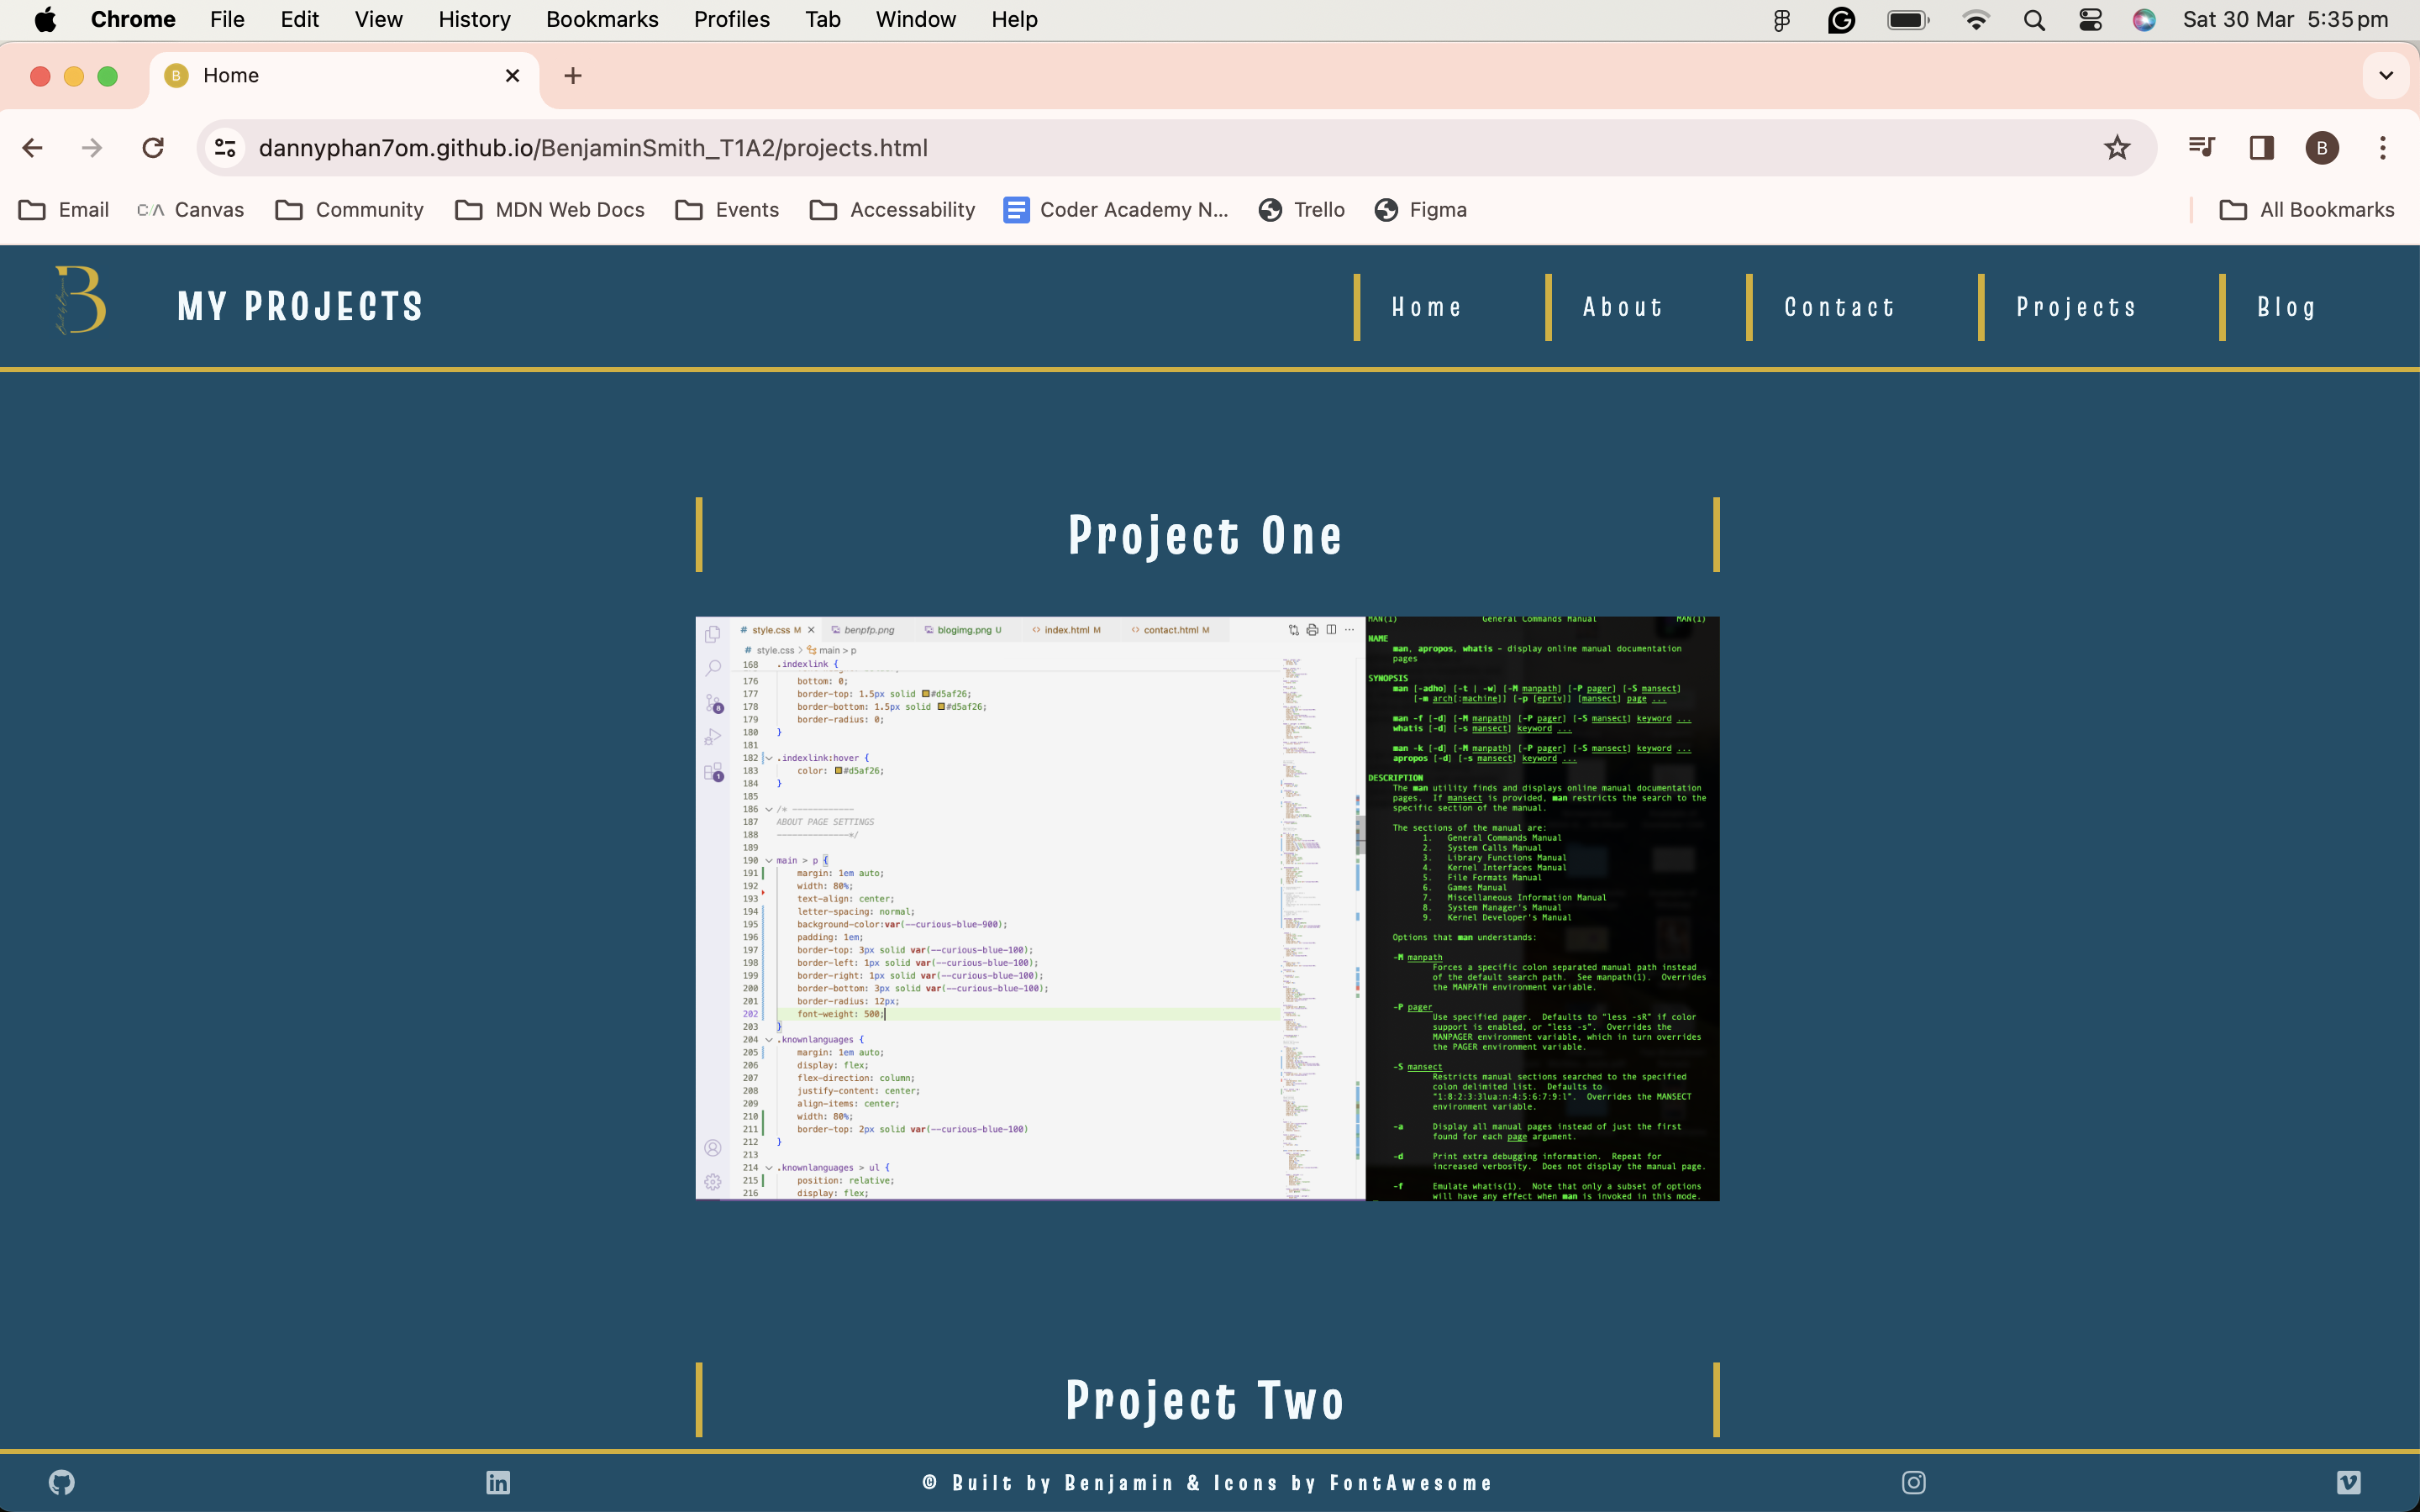 Chrome File Edit View History Bookmarks Profiles Tab Window Help Sat 30 Mar 5:35 pm
B Home
dannyphan7om.github.io/BenjaminSmith_T1A2/projects.html B
Email Canvas Community MDN Web Docs Events Accessability Coder Academy N... Trello Figma All Bookmarks
B MY PROJECTS Home About Contact Projects Blog
Project One
# style.css M benpfp.png blogimg.png U <> index.html M <> contact.html M
# style.css > main > p
168 .indexlink {
176 bottom: 0;
177 border-top: 1.5px solid #d5af26;
178 border-bottom: 1.5px solid #d5af26;
179 border-radius: 0;
180 }
181
182 .indexlink:hover {
183 color: #d5af26;
184 }
185
186 /* ------------
187 ABOUT PAGE SETTINGS
188 --------------*/
189
190 main > p {
191 margin: 1em auto;
192 width: 80%;
193 text-align: center;
194 letter-spacing: normal;
195 background-color:var(--curious-blue-900);
196 padding: 1em;
197 border-top: 3px solid var(--curious-blue-100);
198 border-left: 1px solid var(--curious-blue-100);
199 border-right: 1px solid var(--curious-blue-100);
200 border-bottom: 3px solid var(--curious-blue-100);
201 border-radius: 12px;
202 font-weight: 500;
203 }
204 .knownlanguages {
205 margin: 1em auto;
206 display: flex;
207 flex-direction: column;
208 justify-content: center;
209 align-items: center;
210 width: 80%;
211 border-top: 2px solid var(--curious-blue-100)
212 }
213
214 .knownlanguages > ul {
215 position: relative;
216 display: flex;
MAN(1) General Commands Manual MAN(1)
NAME
man, apropos, whatis - display online manual documentation
pages
SYNOPSIS
man [-adho] [-t | -w] [-M manpath] [-P pager] [-S mansect]
[-m arch[:machine]] [-p [eprtv]] [mansect] page ...
man -f [-d] [-M manpath] [-P pager] [-S mansect] keyword ...
whatis [-d] [-s mansect] keyword ...
man -k [-d] [-M manpath] [-P pager] [-S mansect] keyword ...
apropos [-d] [-s mansect] keyword ...
DESCRIPTION
The man utility finds and displays online manual documentation
pages. If mansect is provided, man restricts the search to the
specific section of the manual.
The sections of the manual are:
1. General Commands Manual
2. System Calls Manual
3. Library Functions Manual
4. Kernel Interfaces Manual
5. File Formats Manual
6. Games Manual
7. Miscellaneous Information Manual
8. System Manager's Manual
9. Kernel Developer's Manual
Options that man understands:
-M manpath
Forces a specific colon separated manual path instead
of the default search path. See manpath(1). Overrides
the MANPATH environment variable.
-P pager
Use specified pager. Defaults to "less -sR" if color
support is enabled, or "less -s". Overrides the
MANPAGER environment variable, which in turn overrides
the PAGER environment variable.
-S mansect
Restricts manual sections searched to the specified
colon delimited list. Defaults to
"1:8:2:3:3lua:n:4:5:6:7:9:l". Overrides the MANSECT
environment variable.
-a Display all manual pages instead of just the first
found for each page argument.
-d Print extra debugging information. Repeat for
increased verbosity. Does not display the manual page.
-f Emulate whatis(1). Note that only a subset of options
will have any effect when man is invoked in this mode.
Project Two
© Built by Benjamin & Icons by FontAwesome